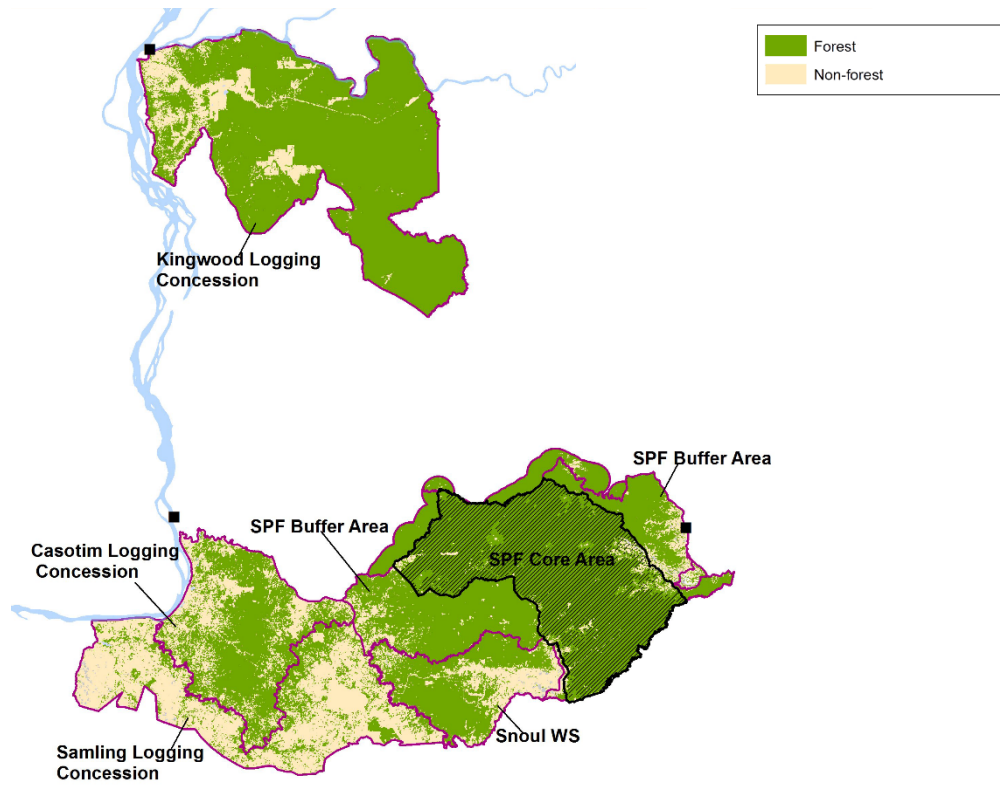 Forest
Non-forest
Kingwood Logging
Concession
SPF Buffer Area
SPF Buffer Area
Casotim Logging
Concession
SPF Core Area
Snoul WS
Samling Logging
Concession